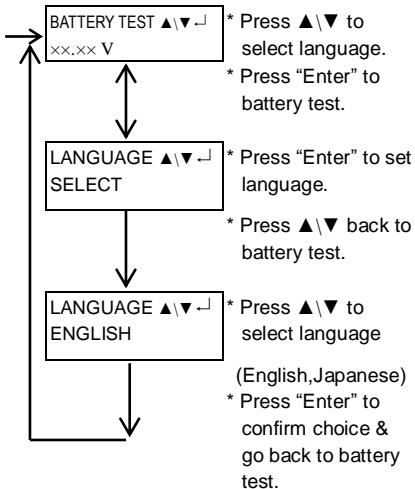 BATTERY TEST ▲\▼ ↵
××.×× V
* Press ▲\▼ to
select language.
* Press “Enter” to
battery test.
LANGUAGE ▲\▼ ↵
SELECT
* Press “Enter” to set
language.
* Press ▲\▼ back to
battery test.
LANGUAGE ▲\▼ ↵
ENGLISH
* Press ▲\▼ to
select language
(English,Japanese)
* Press “Enter” to
confirm choice &
go back to battery
test.